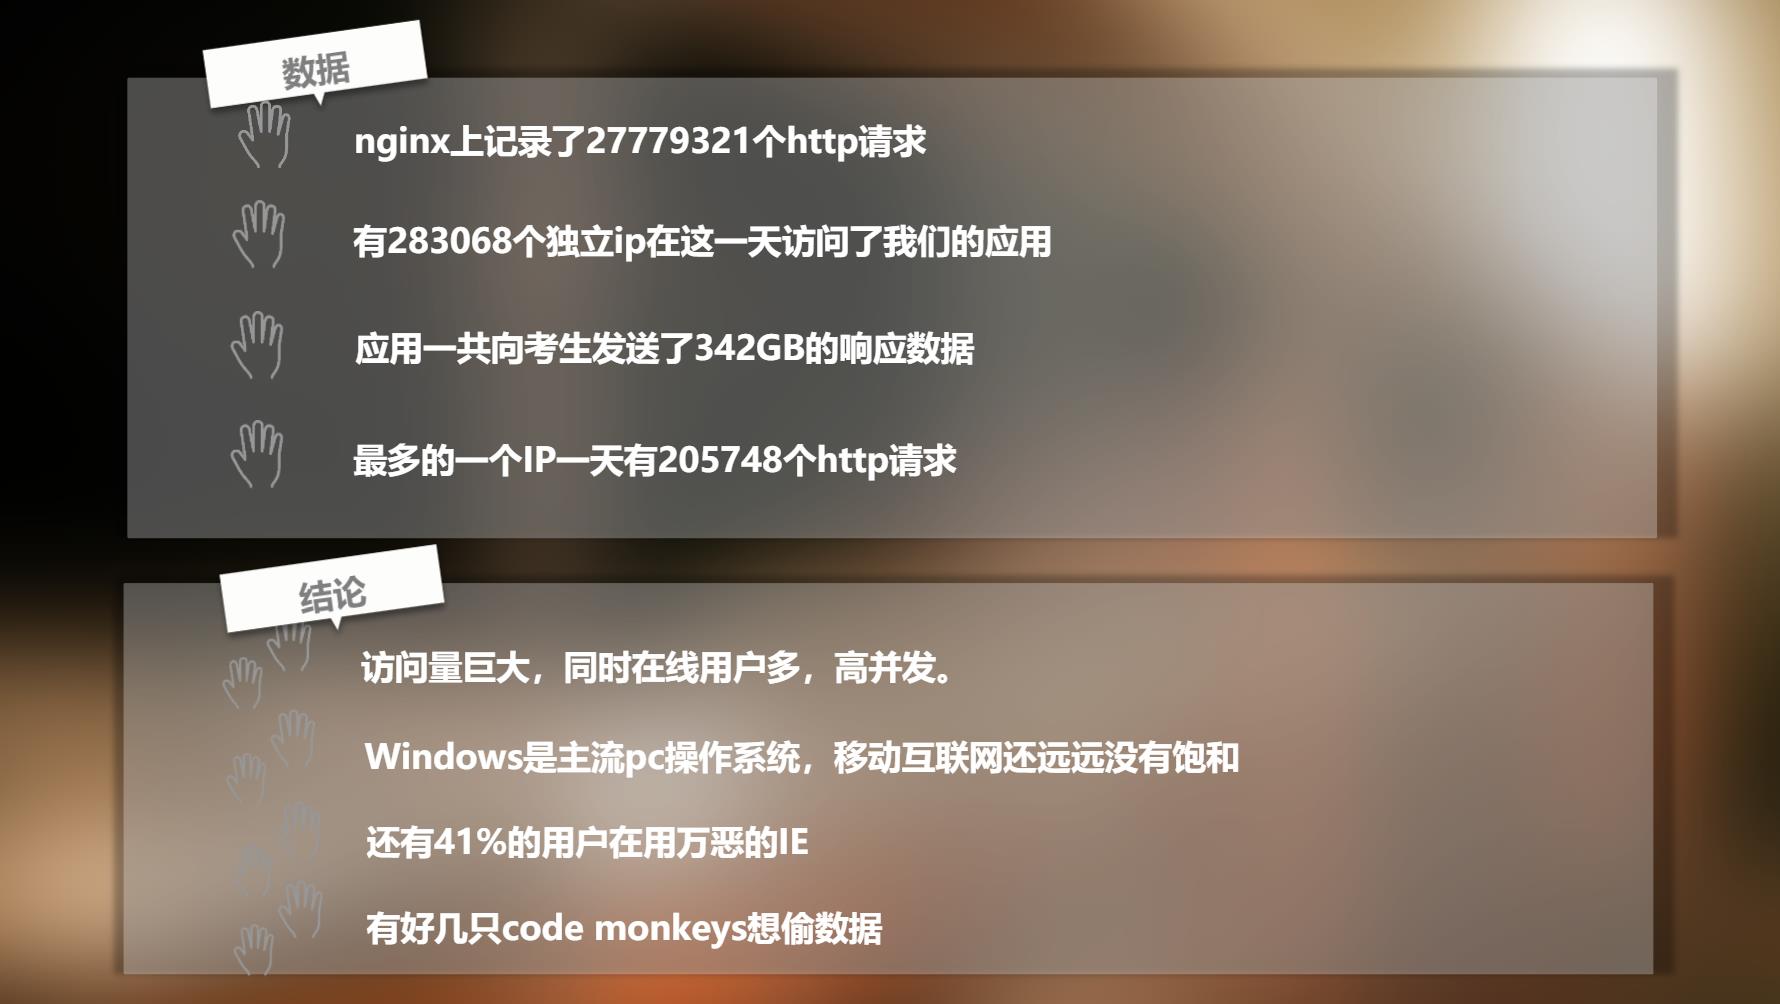 数据
nginx上记录了27779321个http请求
有283068个独立ip在这一天访问了我们的应用
应用一共向考生发送了342GB的响应数据
最多的一个IP一天有205748个http请求
结论
访问量巨大，同时在线用户多，高并发。
Windows是主流pc操作系统，移动互联网还远远没有饱和
还有41%的用户在用万恶的IE
有好几只code monkeys想偷数据